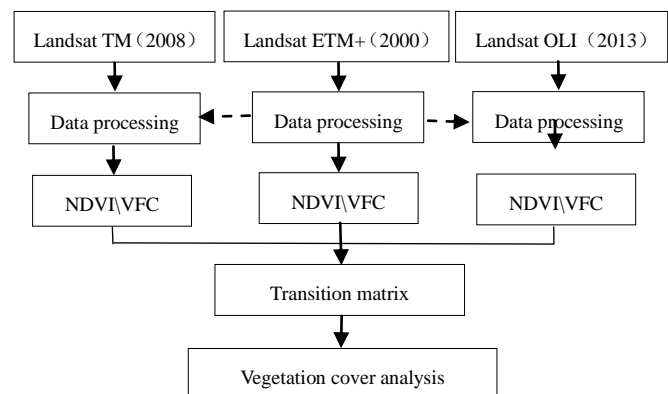 Landsat TM（2008）
Landsat ETM+（2000）
Landsat OLI（2013）
Data processing
Data processing
Data processing
NDVI\VFC
NDVI\VFC
NDVI\VFC
Transition matrix
Vegetation cover analysis